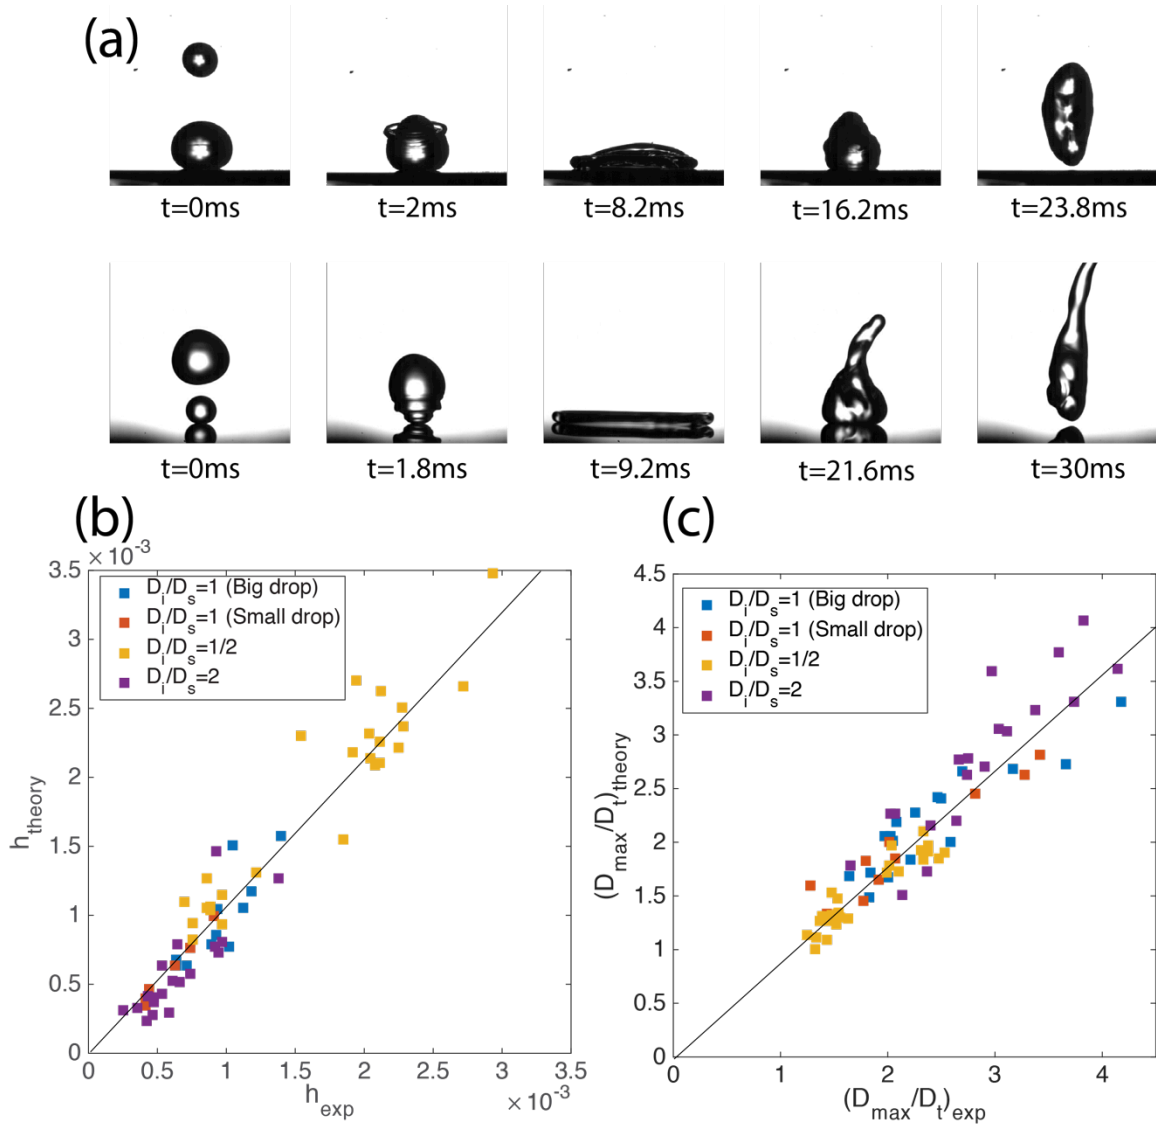 (a)
t=0ms
t=2ms
t=8.2ms
t=16.2ms
t=23.8ms
t=0ms
t=1.8ms
t=9.2ms
t=21.6ms
t=30ms
(b)
× 10⁻³
3.5
3
2.5
2
1.5
1
0.5
0
h_theory
D_i/D_s=1 (Big drop)
D_i/D_s=1 (Small drop)
D_i/D_s=1/2
D_i/D_s=2
0 0.5 1 1.5 2 2.5 3 3.5
h_exp
× 10⁻³
(c)
4.5
4
3.5
3
2.5
2
1.5
1
0.5
0
(D_max/D_t)_theory
D_i/D_s=1 (Big drop)
D_i/D_s=1 (Small drop)
D_i/D_s=1/2
D_i/D_s=2
0 1 2 3 4
(D_max/D_t)_exp